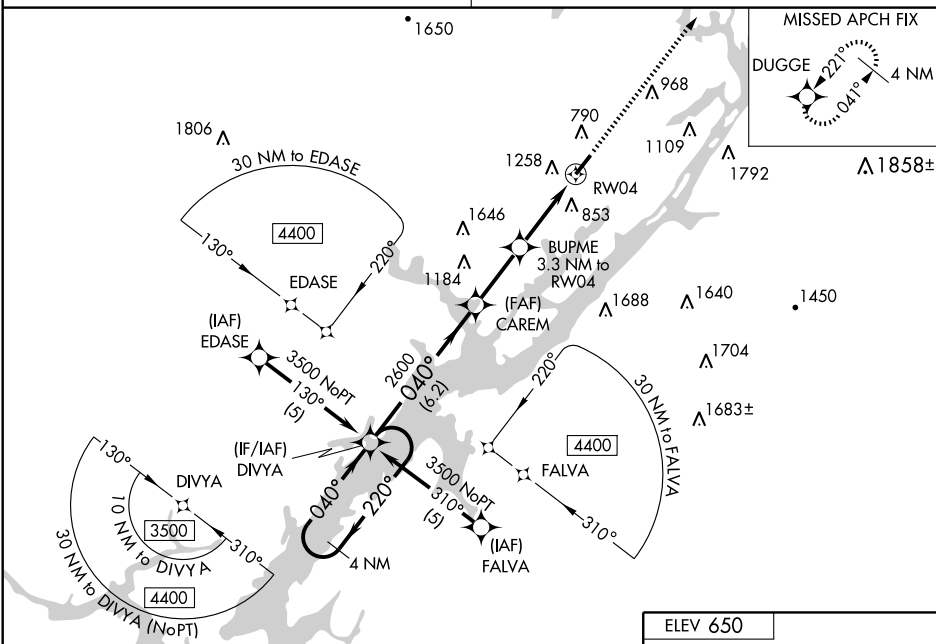 1650
MISSED APCH FIX
DUGGE
221°
041°
4 NM
968
790
1806
1109
1258
1792
1858±
30 NM to EDASE
RW04
853
4400
1646
BUPME
3.3 NM to
RW04
130°
220°
1184
EDASE
(FAF)
CAREM
1688
1640
1450
(IAF)
EDASE
3500 NoPT
130°
(5)
2600
040°
(6.2)
220°
1704
30 NM to FALVA
1683±
(IF/IAF)
DIVYA
4400
FALVA
130°
DIVYA
040°
220°
3500 NoPT
310°
(5)
310°
10 NM to DIVYA
3500
310°
(IAF)
FALVA
4 NM
30 NM to DIVYA (NoPT)
4400
ELEV 650